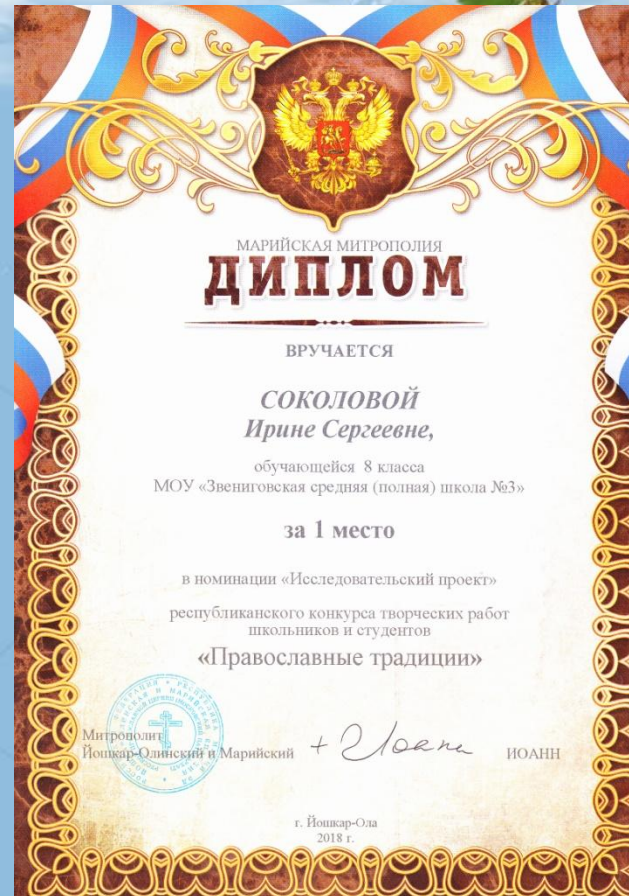 МАРИЙСКАЯ МИТРОПОЛИЯ
ДИПЛОМ
ВРУЧАЕТСЯ
СОКОЛОВОЙ
Ирине Сергеевне,
обучающейся 8 класса
МОУ «Звениговская средняя (полная) школа №3»
за 1 место
в номинации «Исследовательский проект»
республиканского конкурса творческих работ
школьников и студентов
«Православные традиции»
Митрополит
Йошкар-Олинский и Марийский + Иоанн ИОАНН
г. Йошкар-Ола
2018 г.